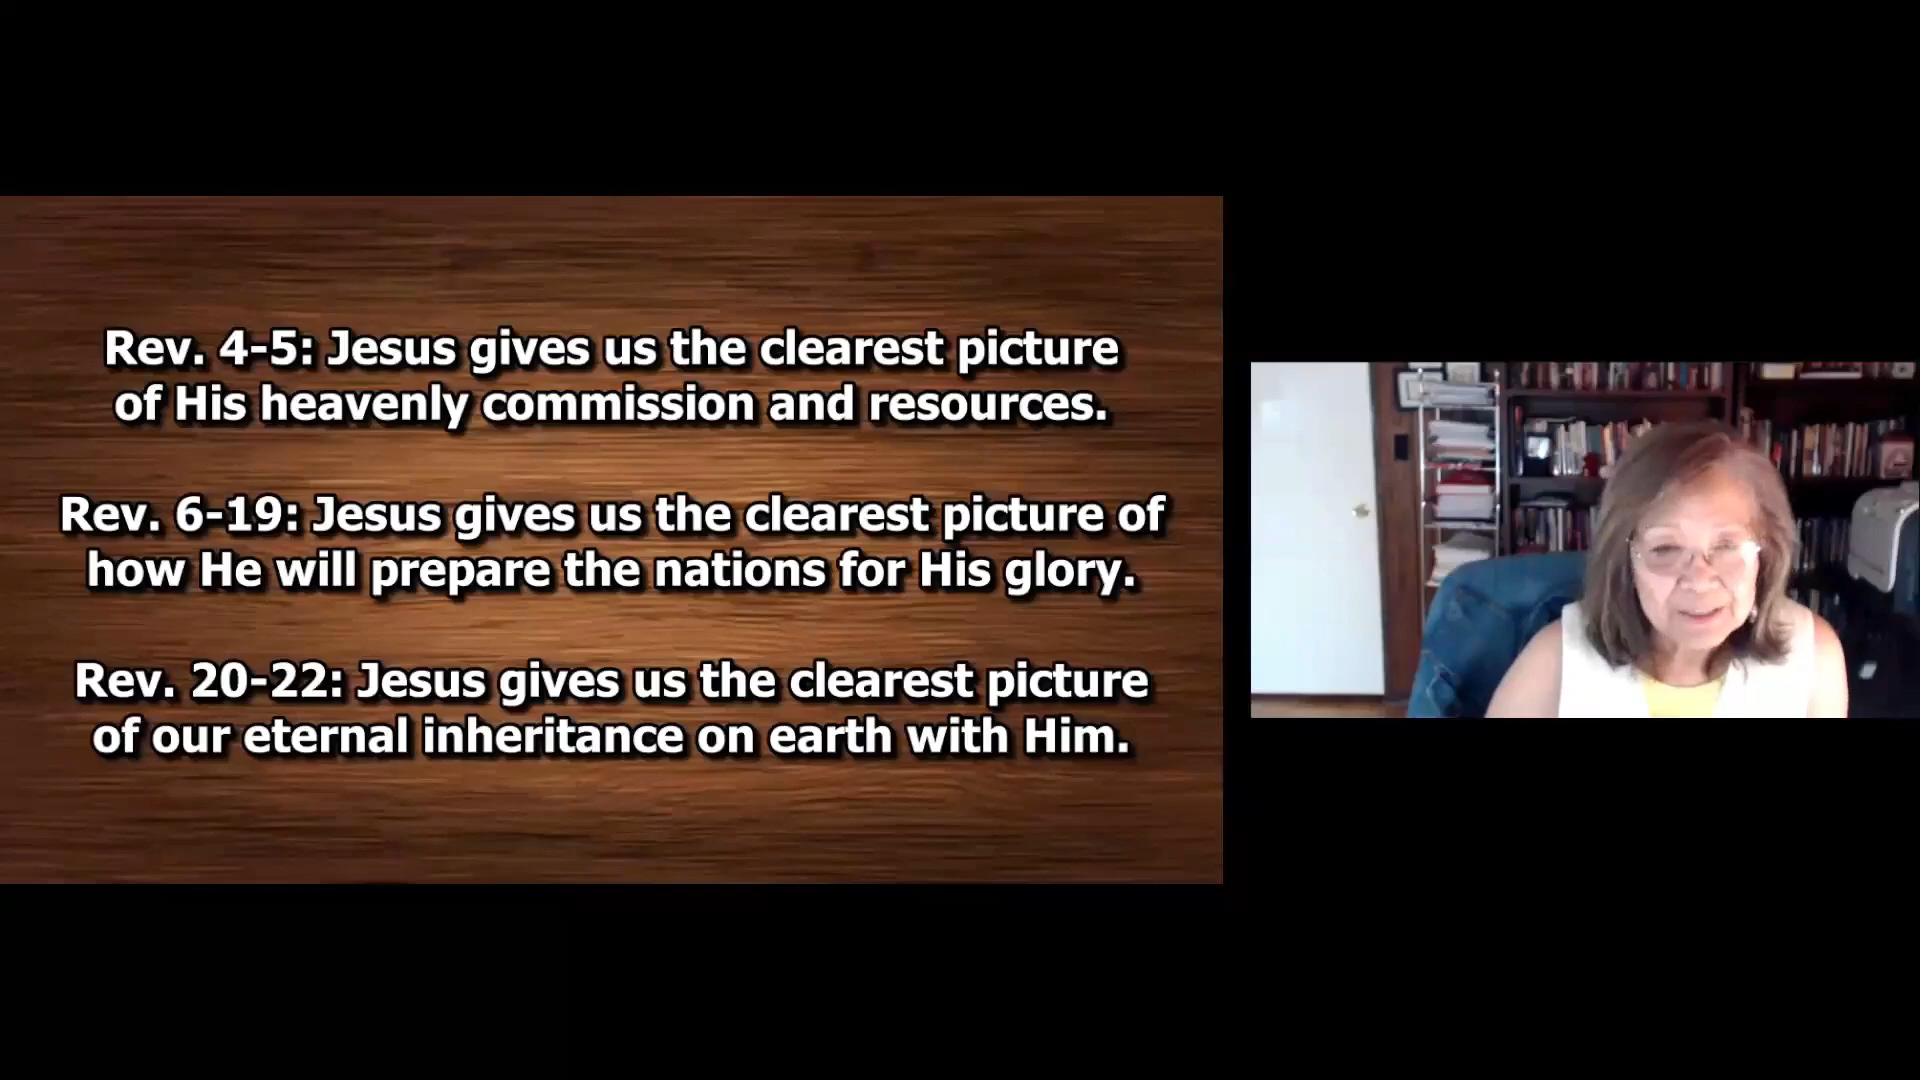 Rev. 4-5: Jesus gives us the clearest picture
of His heavenly commission and resources.
Rev. 6-19: Jesus gives us the clearest picture of
how He will prepare the nations for His glory.
Rev. 20-22: Jesus gives us the clearest picture
of our eternal inheritance on earth with Him.